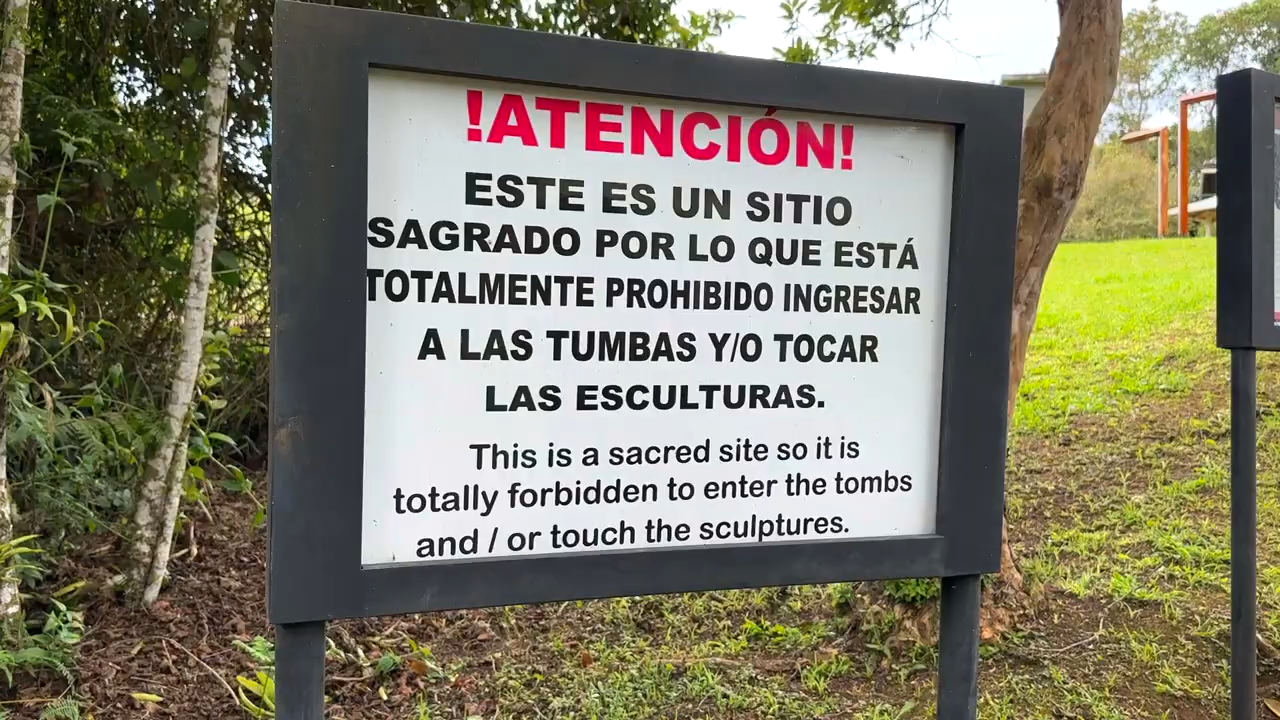 !ATENCIÓN!
ESTE ES UN SITIO
SAGRADO POR LO QUE ESTÁ
TOTALMENTE PROHIBIDO INGRESAR
A LAS TUMBAS Y/O TOCAR
LAS ESCULTURAS.
This is a sacred site so it is
totally forbidden to enter the tombs
and / or touch the sculptures.